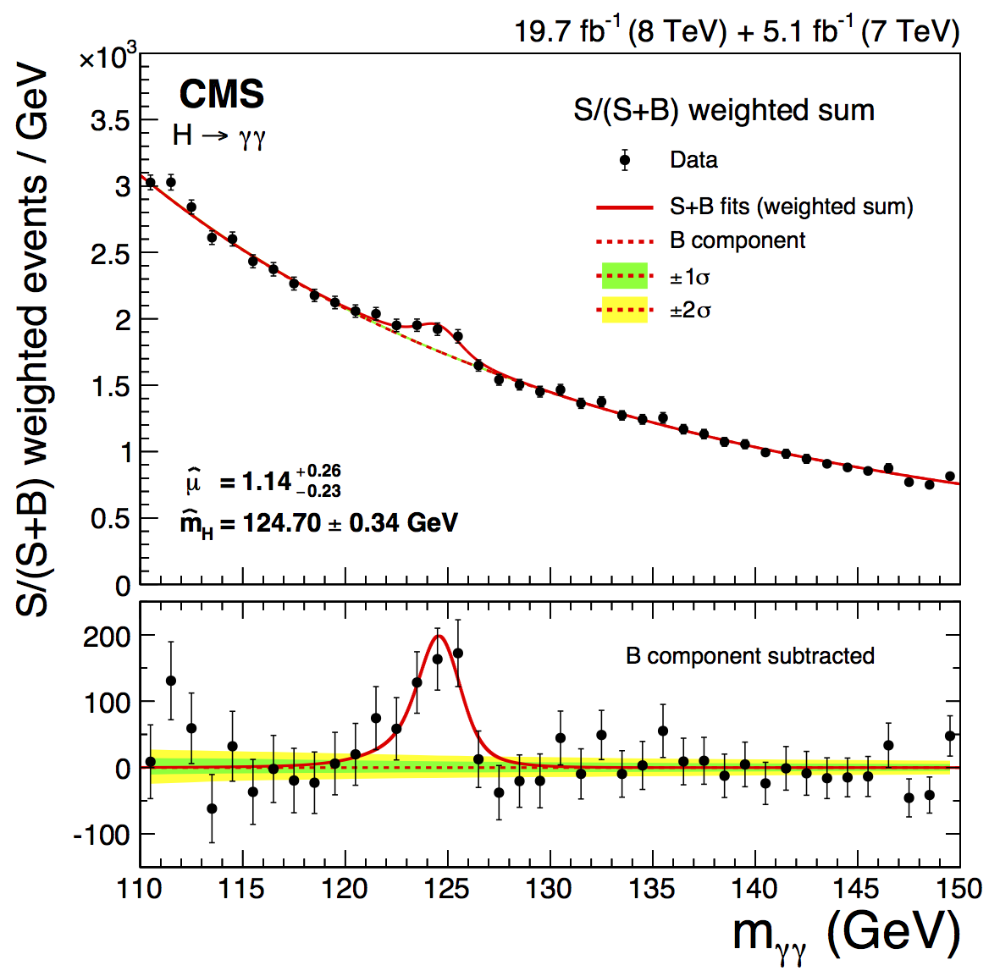 19.7 fb⁻¹ (8 TeV) + 5.1 fb⁻¹ (7 TeV)
×10³
S/(S+B) weighted events / GeV
CMS
H → γγ
S/(S+B) weighted sum
Data
S+B fits (weighted sum)
B component
±1σ
±2σ
3.5
3
2.5
2
1.5
1
0.5
0
μ̂ = 1.14 +0.26 −0.23
m̂_H = 124.70 ± 0.34 GeV
B component subtracted
200
100
0
-100
110 115 120 125 130 135 140 145 150
m_γγ (GeV)